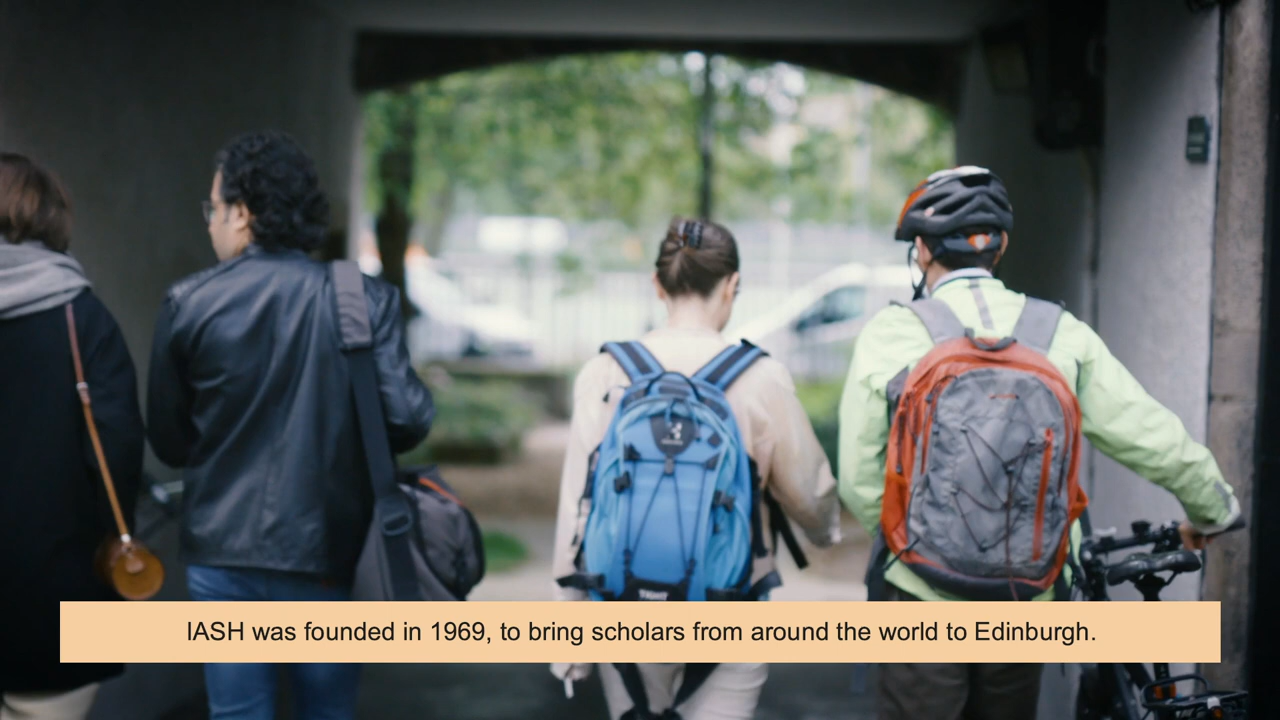 IASH was founded in 1969, to bring scholars from around the world to Edinburgh.